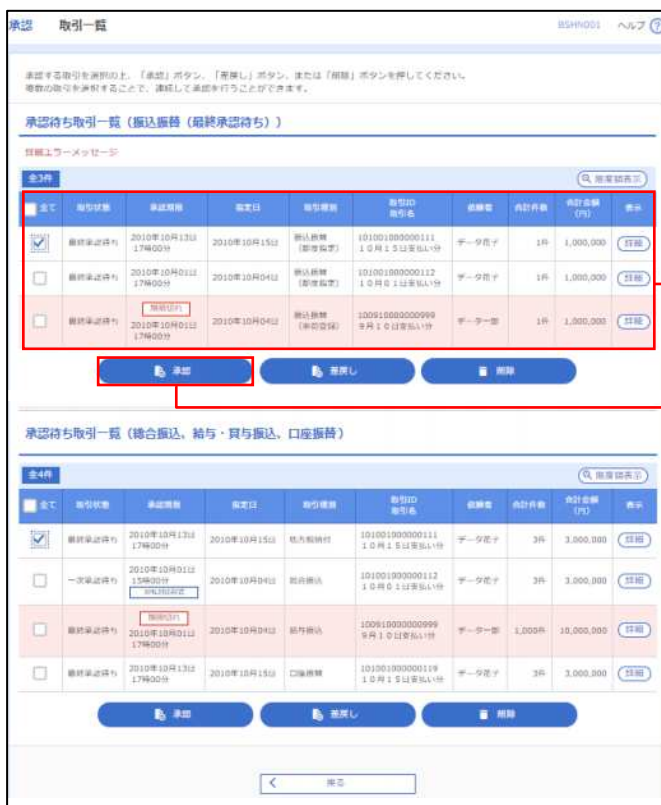 承認 取引一覧 BSHN001 ヘルプ ?
承認する取引を選択の上、「承認」ボタン、「差戻し」ボタン、または「削除」ボタンを押してください。
複数の取引を選択することで、連続して承認を行うことができます。
承認待ち取引一覧（振込振替（最終承認待ち））
詳細エラーメッセージ
全3件 限度額表示
全て 取引状態 承認期限 指定日 取引種別 取引ID 取引名 依頼者 合計件数 合計金額(円) 表示
最終承認待ち 2010年10月13日 17時00分 2010年10月15日 振込振替（都度指定） 101001000000111 10月15日支払い分 データ花子 1件 1,000,000 詳細
最終承認待ち 2010年10月01日 17時00分 2010年10月04日 振込振替（都度指定） 101001000000112 10月01日支払い分 データ花子 1件 1,000,000 詳細
最終承認待ち 期限切れ 2010年10月01日 17時00分 2010年10月04日 振込振替（事前登録） 100910000000999 9月10日支払い分 データ一郎 1件 1,000,000 詳細
承認 差戻し 削除
承認待ち取引一覧（総合振込、給与・賞与振込、口座振替）
全4件 限度額表示
全て 取引状態 承認期限 指定日 取引種別 取引ID 取引名 依頼者 合計件数 合計金額(円) 表示
最終承認待ち 2010年10月13日 17時00分 2010年10月15日 地方税納付 101001000000111 10月15日支払い分 データ花子 3件 3,000,000 詳細
一次承認待ち 2010年10月01日 15時00分 2010年10月04日 総合振込 101001000000112 10月01日支払い分 データ花子 3件 3,000,000 詳細
最終承認待ち 期限切れ 2010年10月01日 17時00分 2010年10月04日 給与振込 100910000000999 9月10日支払い分 データ一郎 1,000件 10,000,000 詳細
最終承認待ち 2010年10月13日 17時00分 2010年10月15日 口座振替 101001000000119 10月15日支払い分 データ花子 3件 3,000,000 詳細
承認 差戻し 削除
戻る